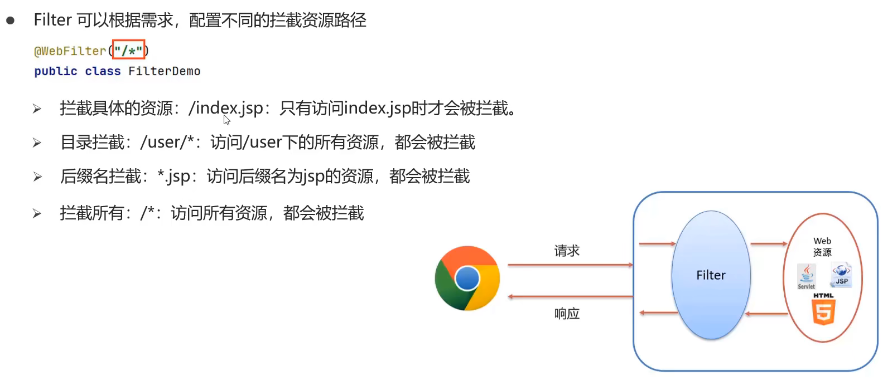 Filter 可以根据需求，配置不同的拦截资源路径
@WebFilter("/*")
public class FilterDemo
拦截具体的资源：/index.jsp：只有访问index.jsp时才会被拦截。
目录拦截：/user/*：访问/user下的所有资源，都会被拦截
后缀名拦截：*.jsp：访问后缀名为jsp的资源，都会被拦截
拦截所有：/*：访问所有资源，都会被拦截
请求
响应
Filter
Web
资源
Servlet
JSP
HTML
5